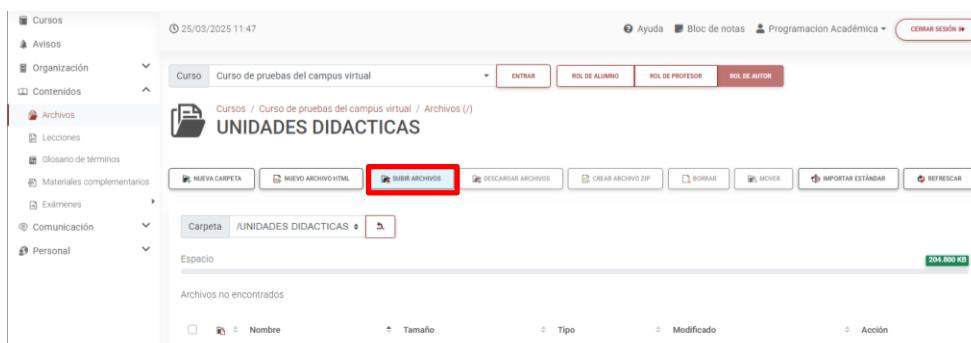 Cursos
Avisos
Organización
Contenidos
Archivos
Lecciones
Glosario de términos
Materiales complementarios
Exámenes
Comunicación
Personal
25/03/2025 11:47
Ayuda Bloc de notas Programacion Académica
CERRAR SESIÓN
Curso Curso de pruebas del campus virtual ENTRAR ROL DE ALUMNO ROL DE PROFESOR ROL DE AUTOR
Cursos / Curso de pruebas del campus virtual / Archivos (/)
UNIDADES DIDACTICAS
NUEVA CARPETA NUEVO ARCHIVO HTML SUBIR ARCHIVOS DESCARGAR ARCHIVOS CREAR ARCHIVO ZIP BORRAR MOVER IMPORTAR ESTÁNDAR REFRESCAR
Carpeta /UNIDADES DIDACTICAS
Espacio
204.800 KB
Archivos no encontrados
Nombre Tamaño Tipo Modificado Acción